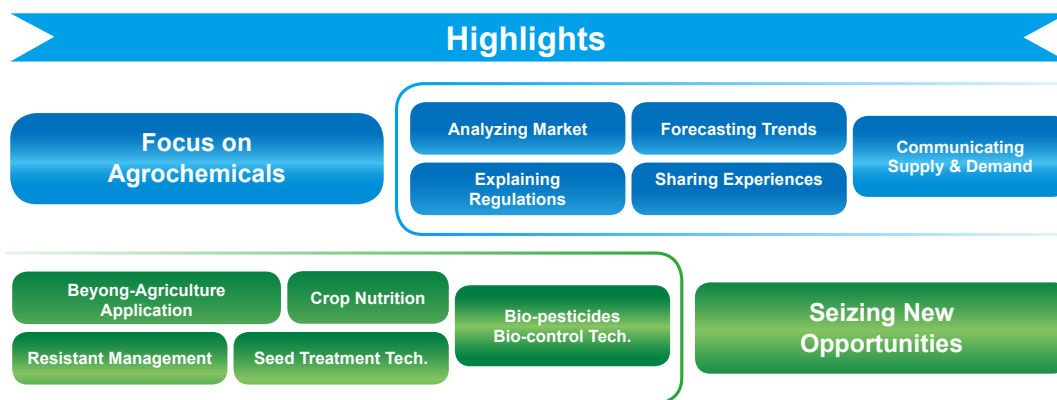 Highlights
Focus on
Agrochemicals
Analyzing Market
Forecasting Trends
Explaining
Regulations
Sharing Experiences
Communicating
Supply & Demand
Beyong-Agriculture
Application
Crop Nutrition
Resistant Management
Seed Treatment Tech.
Bio-pesticides
Bio-control Tech.
Seizing New
Opportunities